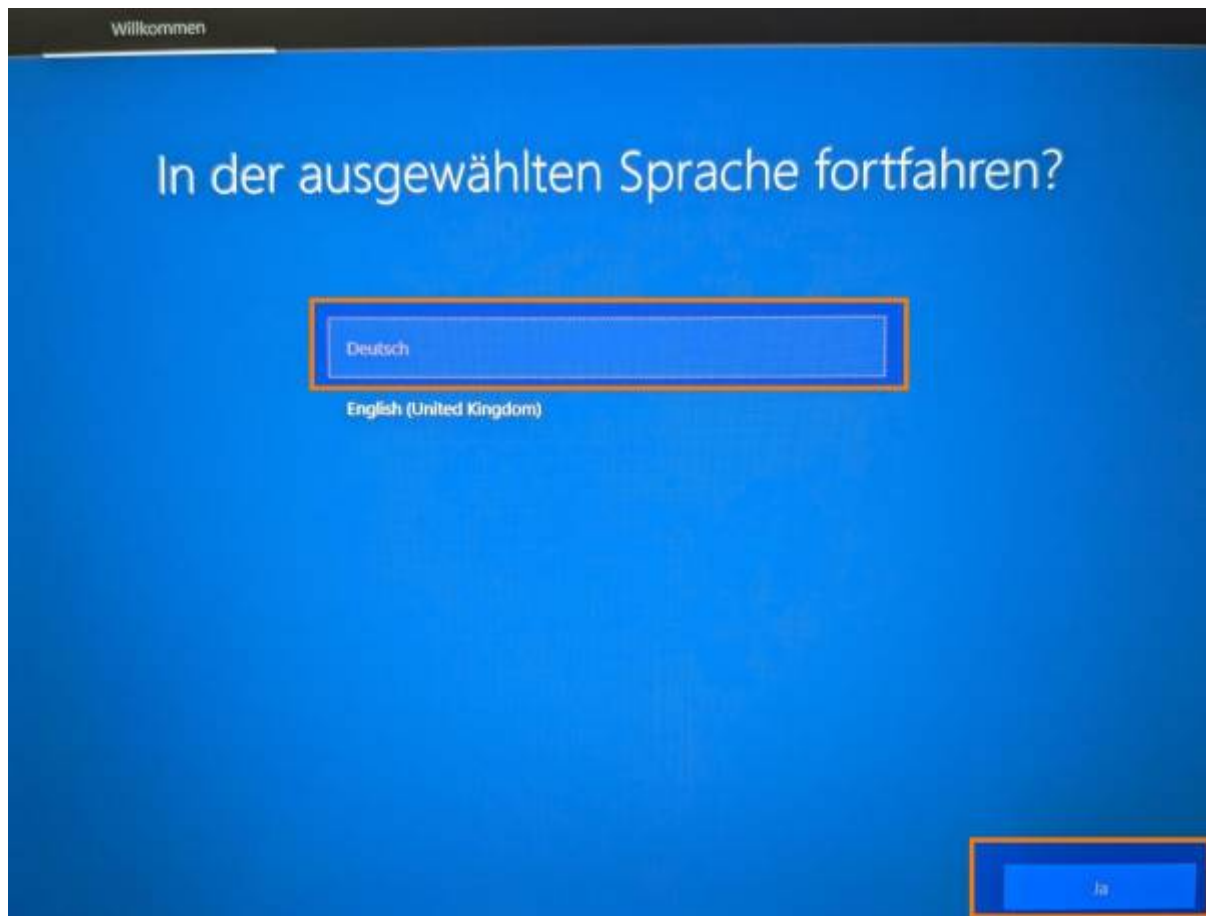 Willkommen
In der ausgewählten Sprache fortfahren?
Deutsch
English (United Kingdom)
Ja